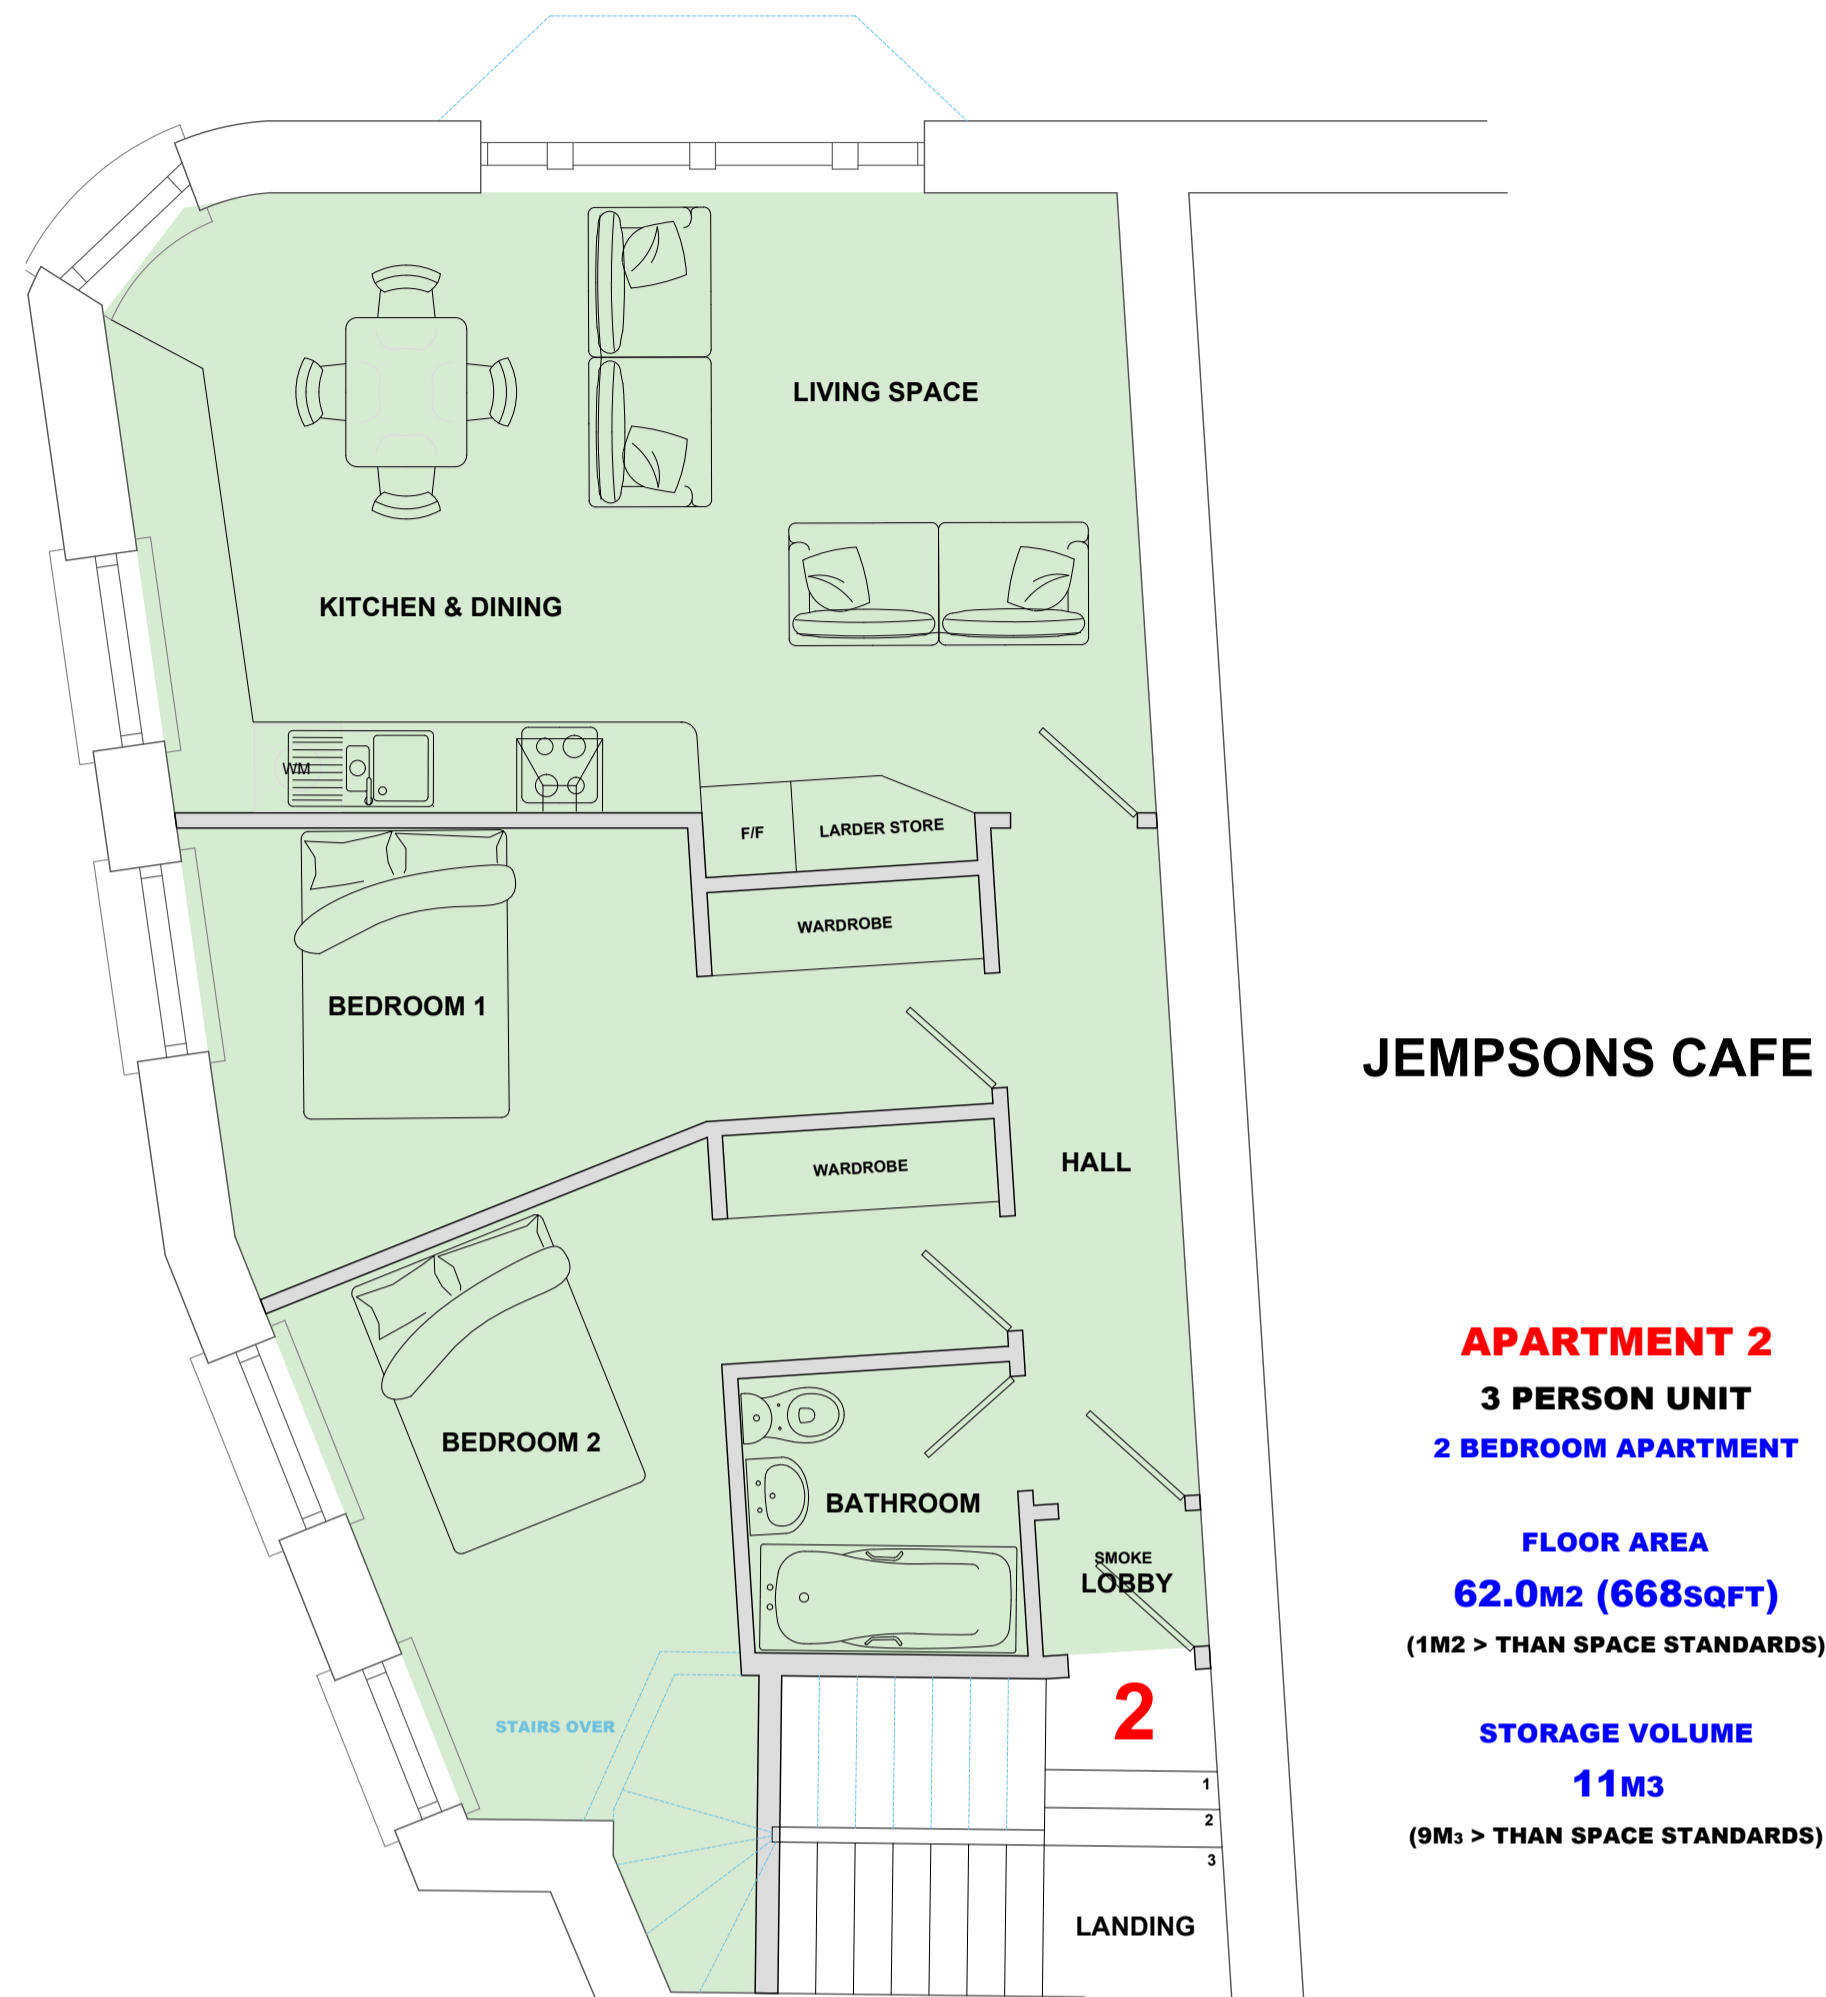 LIVING SPACE
KITCHEN & DINING
WM
F/F
LARDER STORE
WARDROBE
BEDROOM 1
JEMPSONS CAFE
WARDROBE
HALL
BEDROOM 2
BATHROOM
SMOKE
LOBBY
STAIRS OVER
2
1
2
3
LANDING
APARTMENT 2
3 PERSON UNIT
2 BEDROOM APARTMENT
FLOOR AREA
62.0M2 (668SQFT)
(1M2 > THAN SPACE STANDARDS)
STORAGE VOLUME
11M3
(9M3 > THAN SPACE STANDARDS)